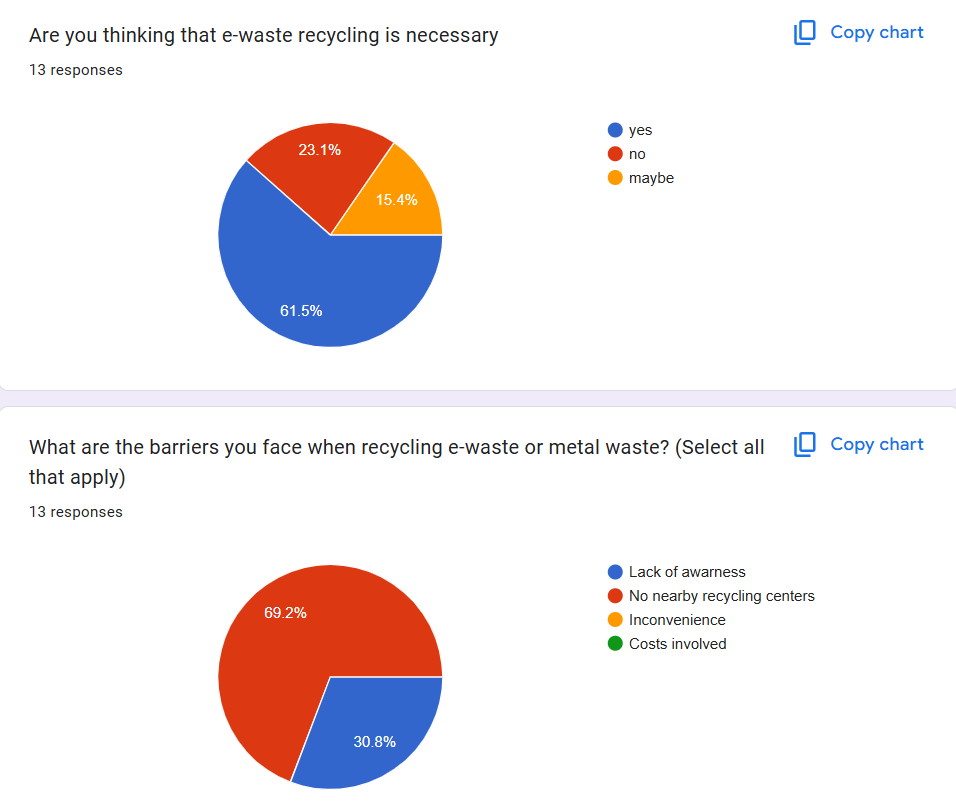 Are you thinking that e-waste recycling is necessary
Copy chart
13 responses
yes
no
maybe
23.1%
15.4%
61.5%
What are the barriers you face when recycling e-waste or metal waste? (Select all
that apply)
Copy chart
13 responses
Lack of awarness
No nearby recycling centers
Inconvenience
Costs involved
69.2%
30.8%